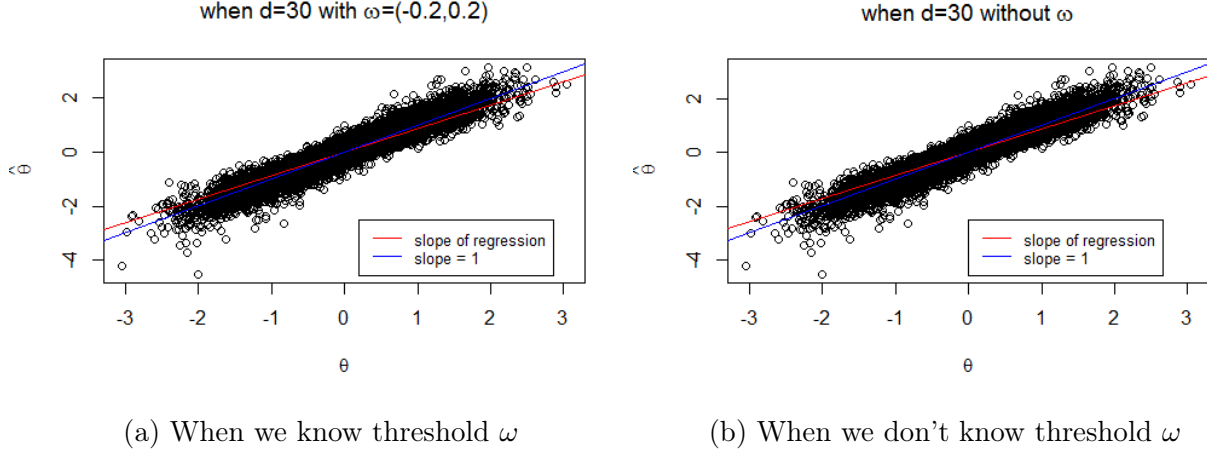 when d=30 with ω=(-0.2,0.2)
θ̂
2
0
-2
-4
slope of regression
slope = 1
-3 -2 -1 0 1 2 3
θ
(a) When we know threshold ω
when d=30 without ω
θ̂
2
0
-2
-4
slope of regression
slope = 1
-3 -2 -1 0 1 2 3
θ
(b) When we don't know threshold ω